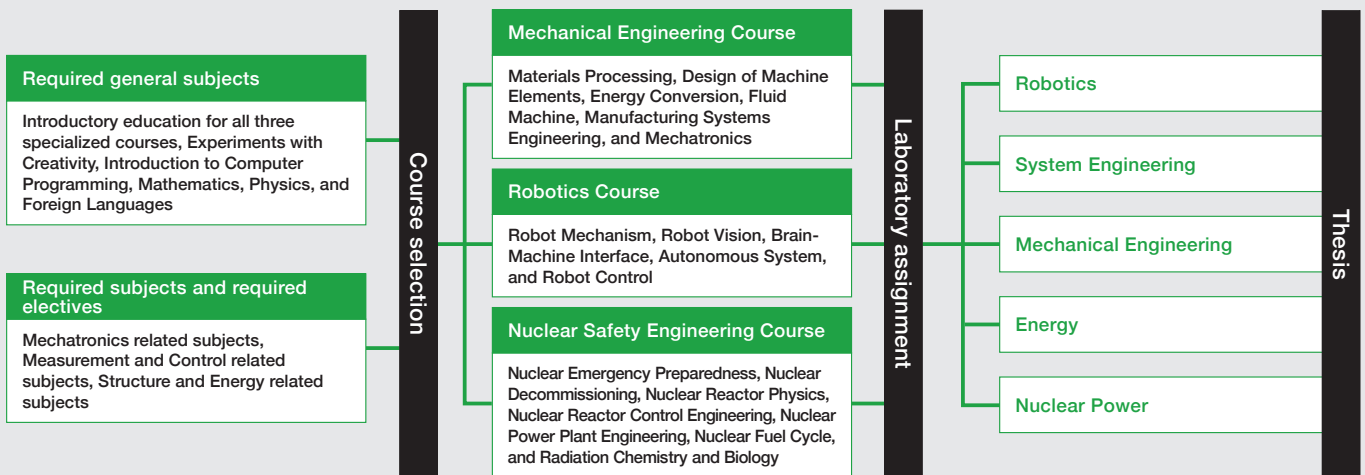 Required general subjects
Introductory education for all three
specialized courses, Experiments with
Creativity, Introduction to Computer
Programming, Mathematics, Physics, and
Foreign Languages
Required subjects and required
electives
Mechatronics related subjects,
Measurement and Control related
subjects, Structure and Energy related
subjects
Course selection
Mechanical Engineering Course
Materials Processing, Design of Machine
Elements, Energy Conversion, Fluid
Machine, Manufacturing Systems
Engineering, and Mechatronics
Robotics Course
Robot Mechanism, Robot Vision, Brain-
Machine Interface, Autonomous System,
and Robot Control
Nuclear Safety Engineering Course
Nuclear Emergency Preparedness, Nuclear
Decommissioning, Nuclear Reactor Physics,
Nuclear Reactor Control Engineering, Nuclear
Power Plant Engineering, Nuclear Fuel Cycle,
and Radiation Chemistry and Biology
Laboratory assignment
Robotics
System Engineering
Mechanical Engineering
Energy
Nuclear Power
Thesis